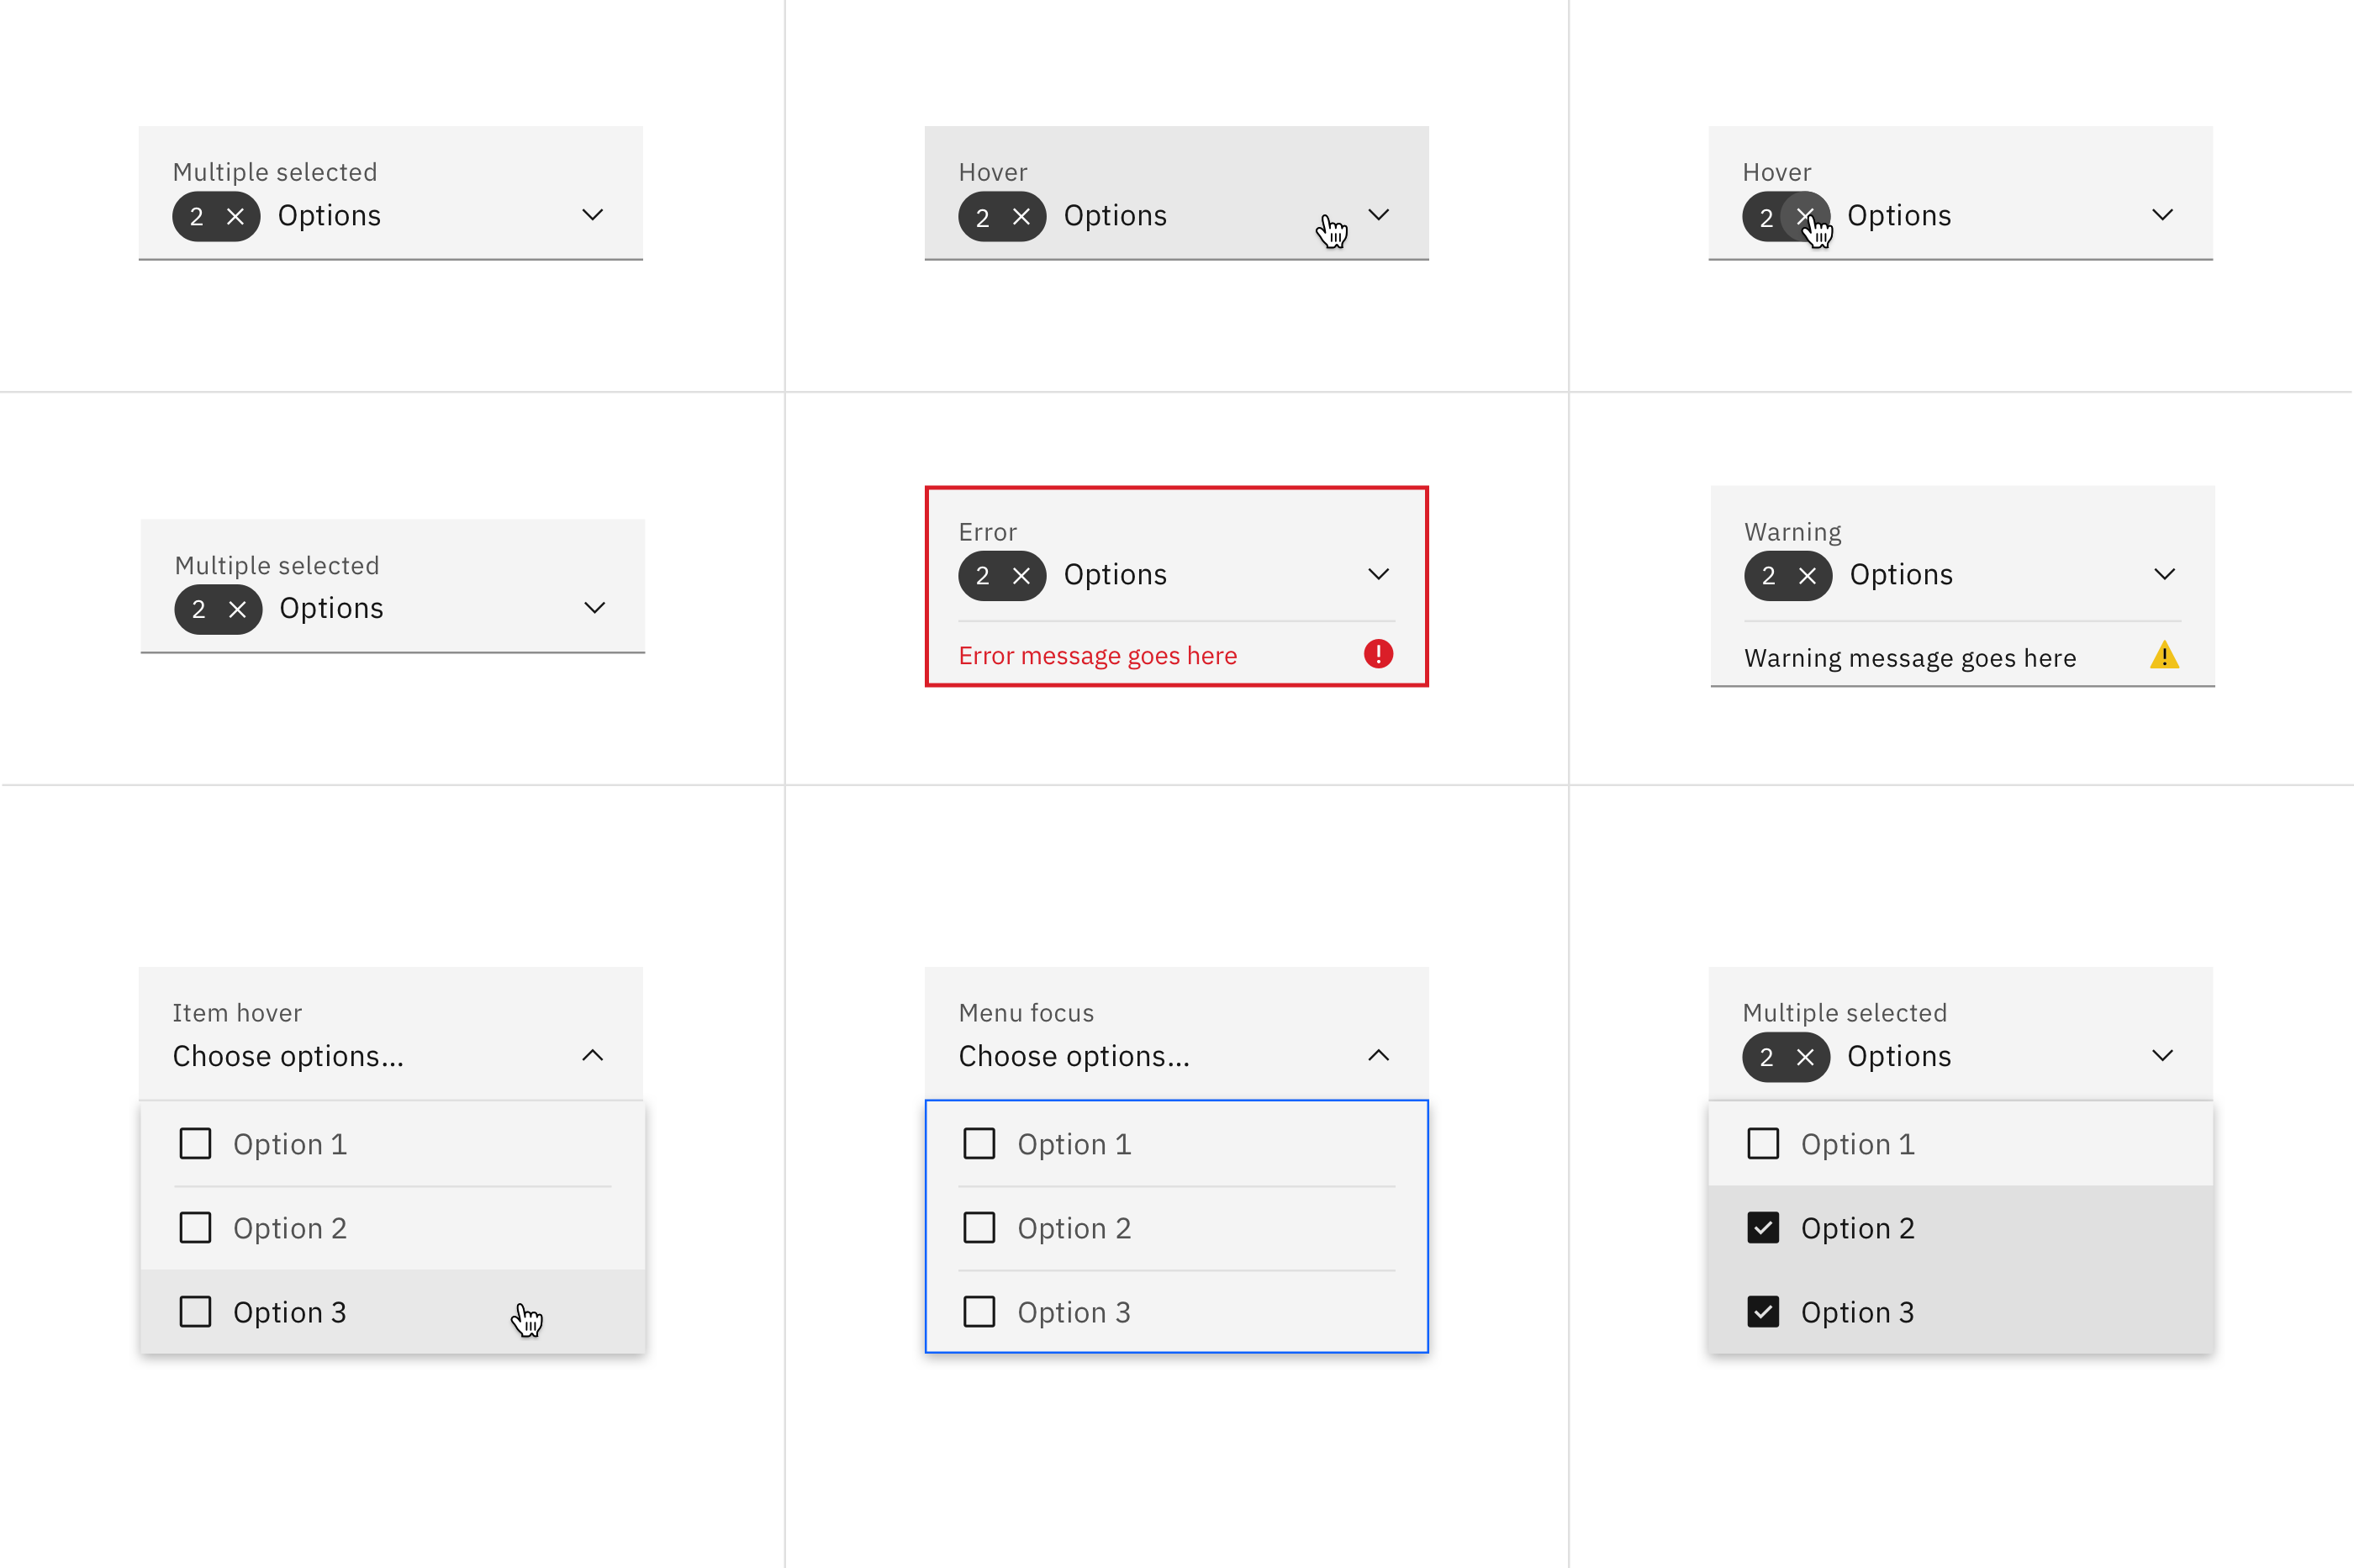 Multiple selected
2 Options
Hover
2 Options
Hover
2 Options
Multiple selected
2 Options
Error
2 Options
Error message goes here
Warning
2 Options
Warning message goes here
Item hover
Choose options...
Option 1
Option 2
Option 3
Menu focus
Choose options...
Option 1
Option 2
Option 3
Multiple selected
2 Options
Option 1
Option 2
Option 3